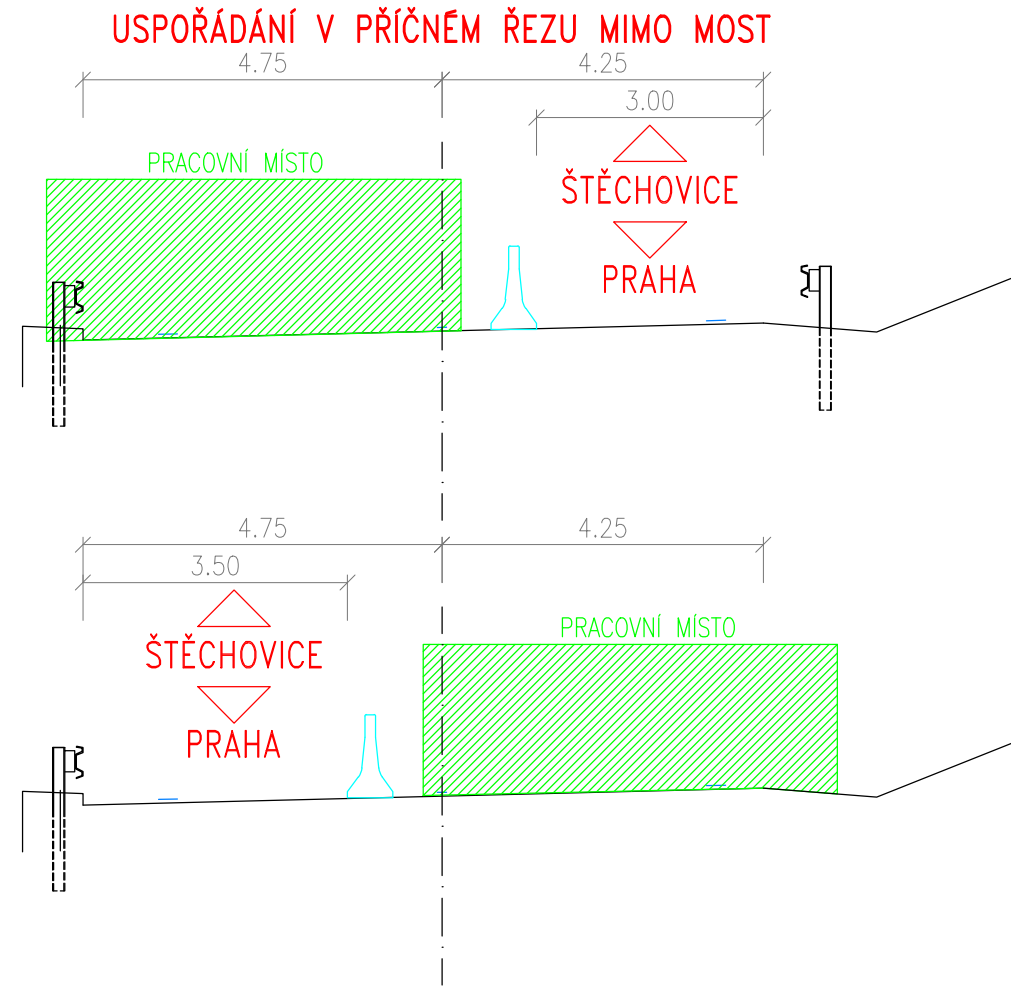 USPOŘÁDÁNÍ V PŘÍČNÉM ŘEZU MIMO MOST
4.75
4.25
3.00
PRACOVNÍ MÍSTO
ŠTĚCHOVICE
PRAHA
4.75
4.25
3.50
ŠTĚCHOVICE
PRAHA
PRACOVNÍ MÍSTO